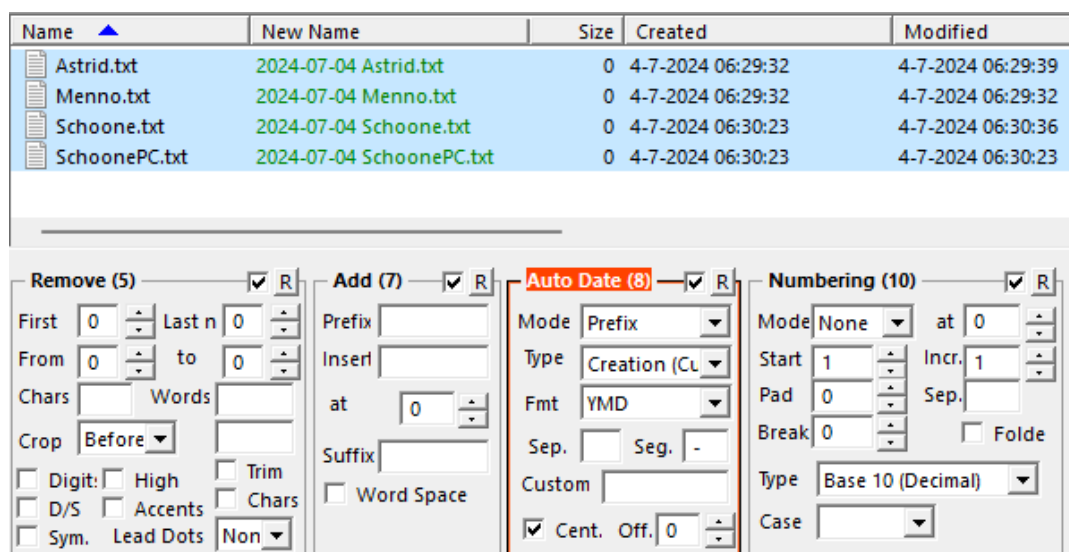 Name New Name Size Created Modified
Astrid.txt 2024-07-04 Astrid.txt 0 4-7-2024 06:29:32 4-7-2024 06:29:39
Menno.txt 2024-07-04 Menno.txt 0 4-7-2024 06:29:32 4-7-2024 06:29:32
Schoone.txt 2024-07-04 Schoone.txt 0 4-7-2024 06:30:23 4-7-2024 06:30:36
SchoonePC.txt 2024-07-04 SchoonePC.txt 0 4-7-2024 06:30:23 4-7-2024 06:30:23
Remove (5) R
First 0 Last n 0
From 0 to 0
Chars Words
Crop Before
Digit: High Trim
D/S Accents Chars
Sym. Lead Dots Non
Add (7) R
Prefix
Insert
at 0
Suffix
Word Space
Auto Date (8) R
Mode Prefix
Type Creation (Cu
Fmt YMD
Sep. Seg. -
Custom
Cent. Off. 0
Numbering (10) R
Mode None at 0
Start 1 Incr. 1
Pad 0 Sep.
Break 0 Folde
Type Base 10 (Decimal)
Case